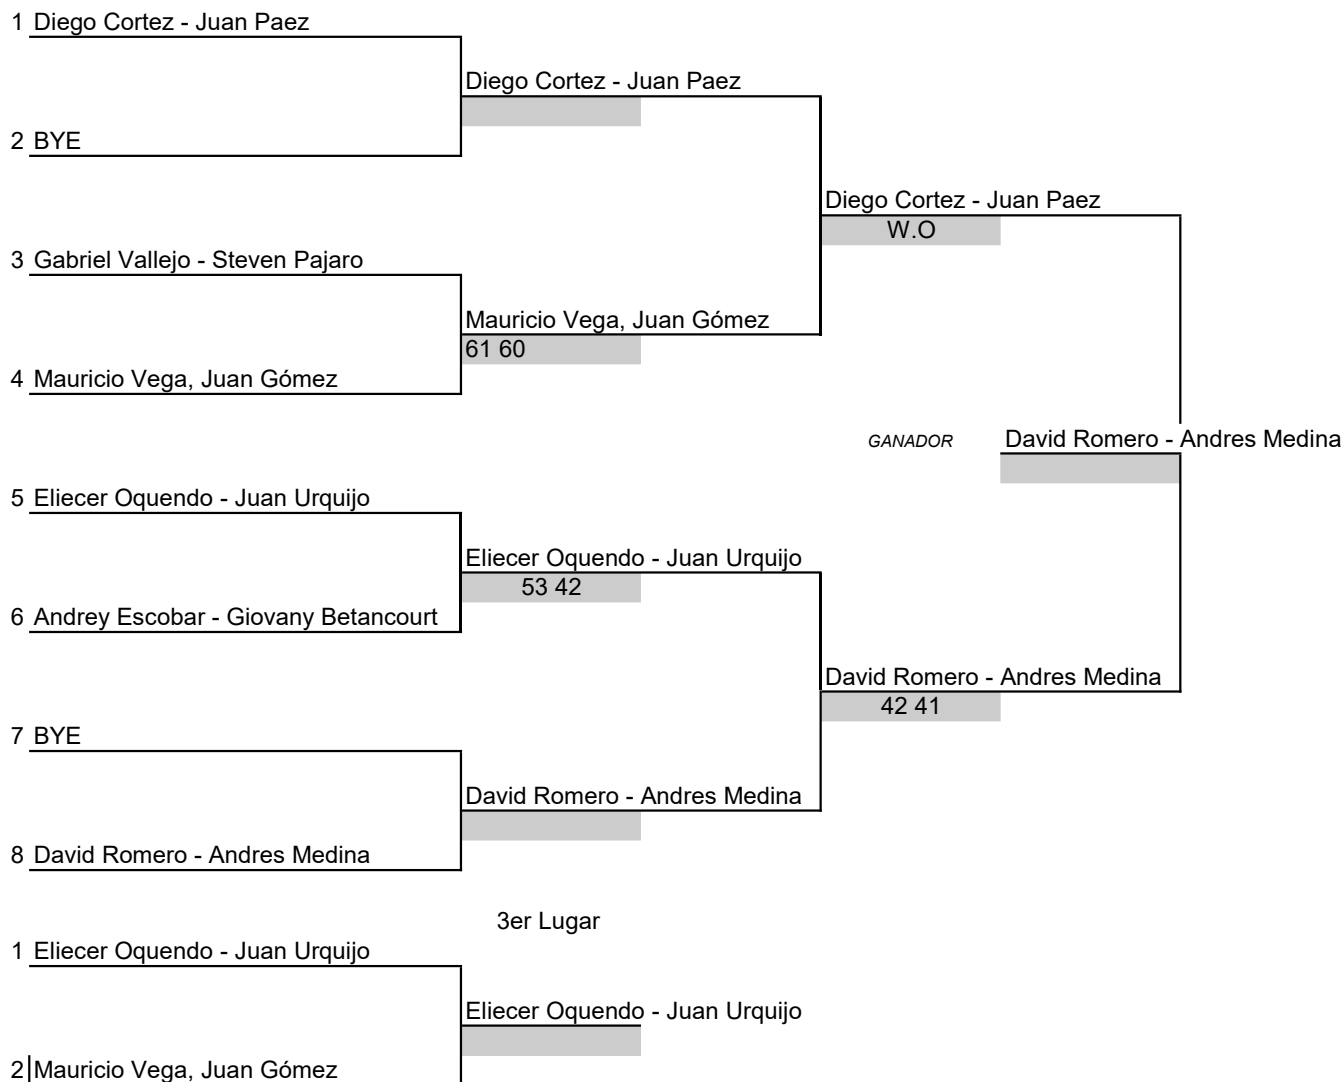 1 Diego Cortez - Juan Paez
Diego Cortez - Juan Paez
2 BYE
Diego Cortez - Juan Paez
W.O
3 Gabriel Vallejo - Steven Pajaro
Mauricio Vega, Juan Gómez
61 60
4 Mauricio Vega, Juan Gómez
GANADOR David Romero - Andres Medina
5 Eliecer Oquendo - Juan Urquijo
Eliecer Oquendo - Juan Urquijo
53 42
6 Andrey Escobar - Giovany Betancourt
David Romero - Andres Medina
42 41
7 BYE
David Romero - Andres Medina
8 David Romero - Andres Medina
3er Lugar
1 Eliecer Oquendo - Juan Urquijo
Eliecer Oquendo - Juan Urquijo
2 Mauricio Vega, Juan Gómez